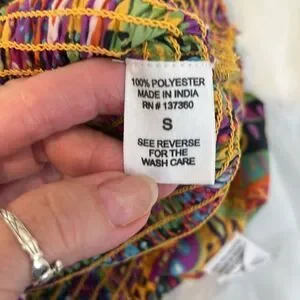 100% POLYESTER
MADE IN INDIA
RN # 137360
S
SEE REVERSE
FOR THE
WASH CARE